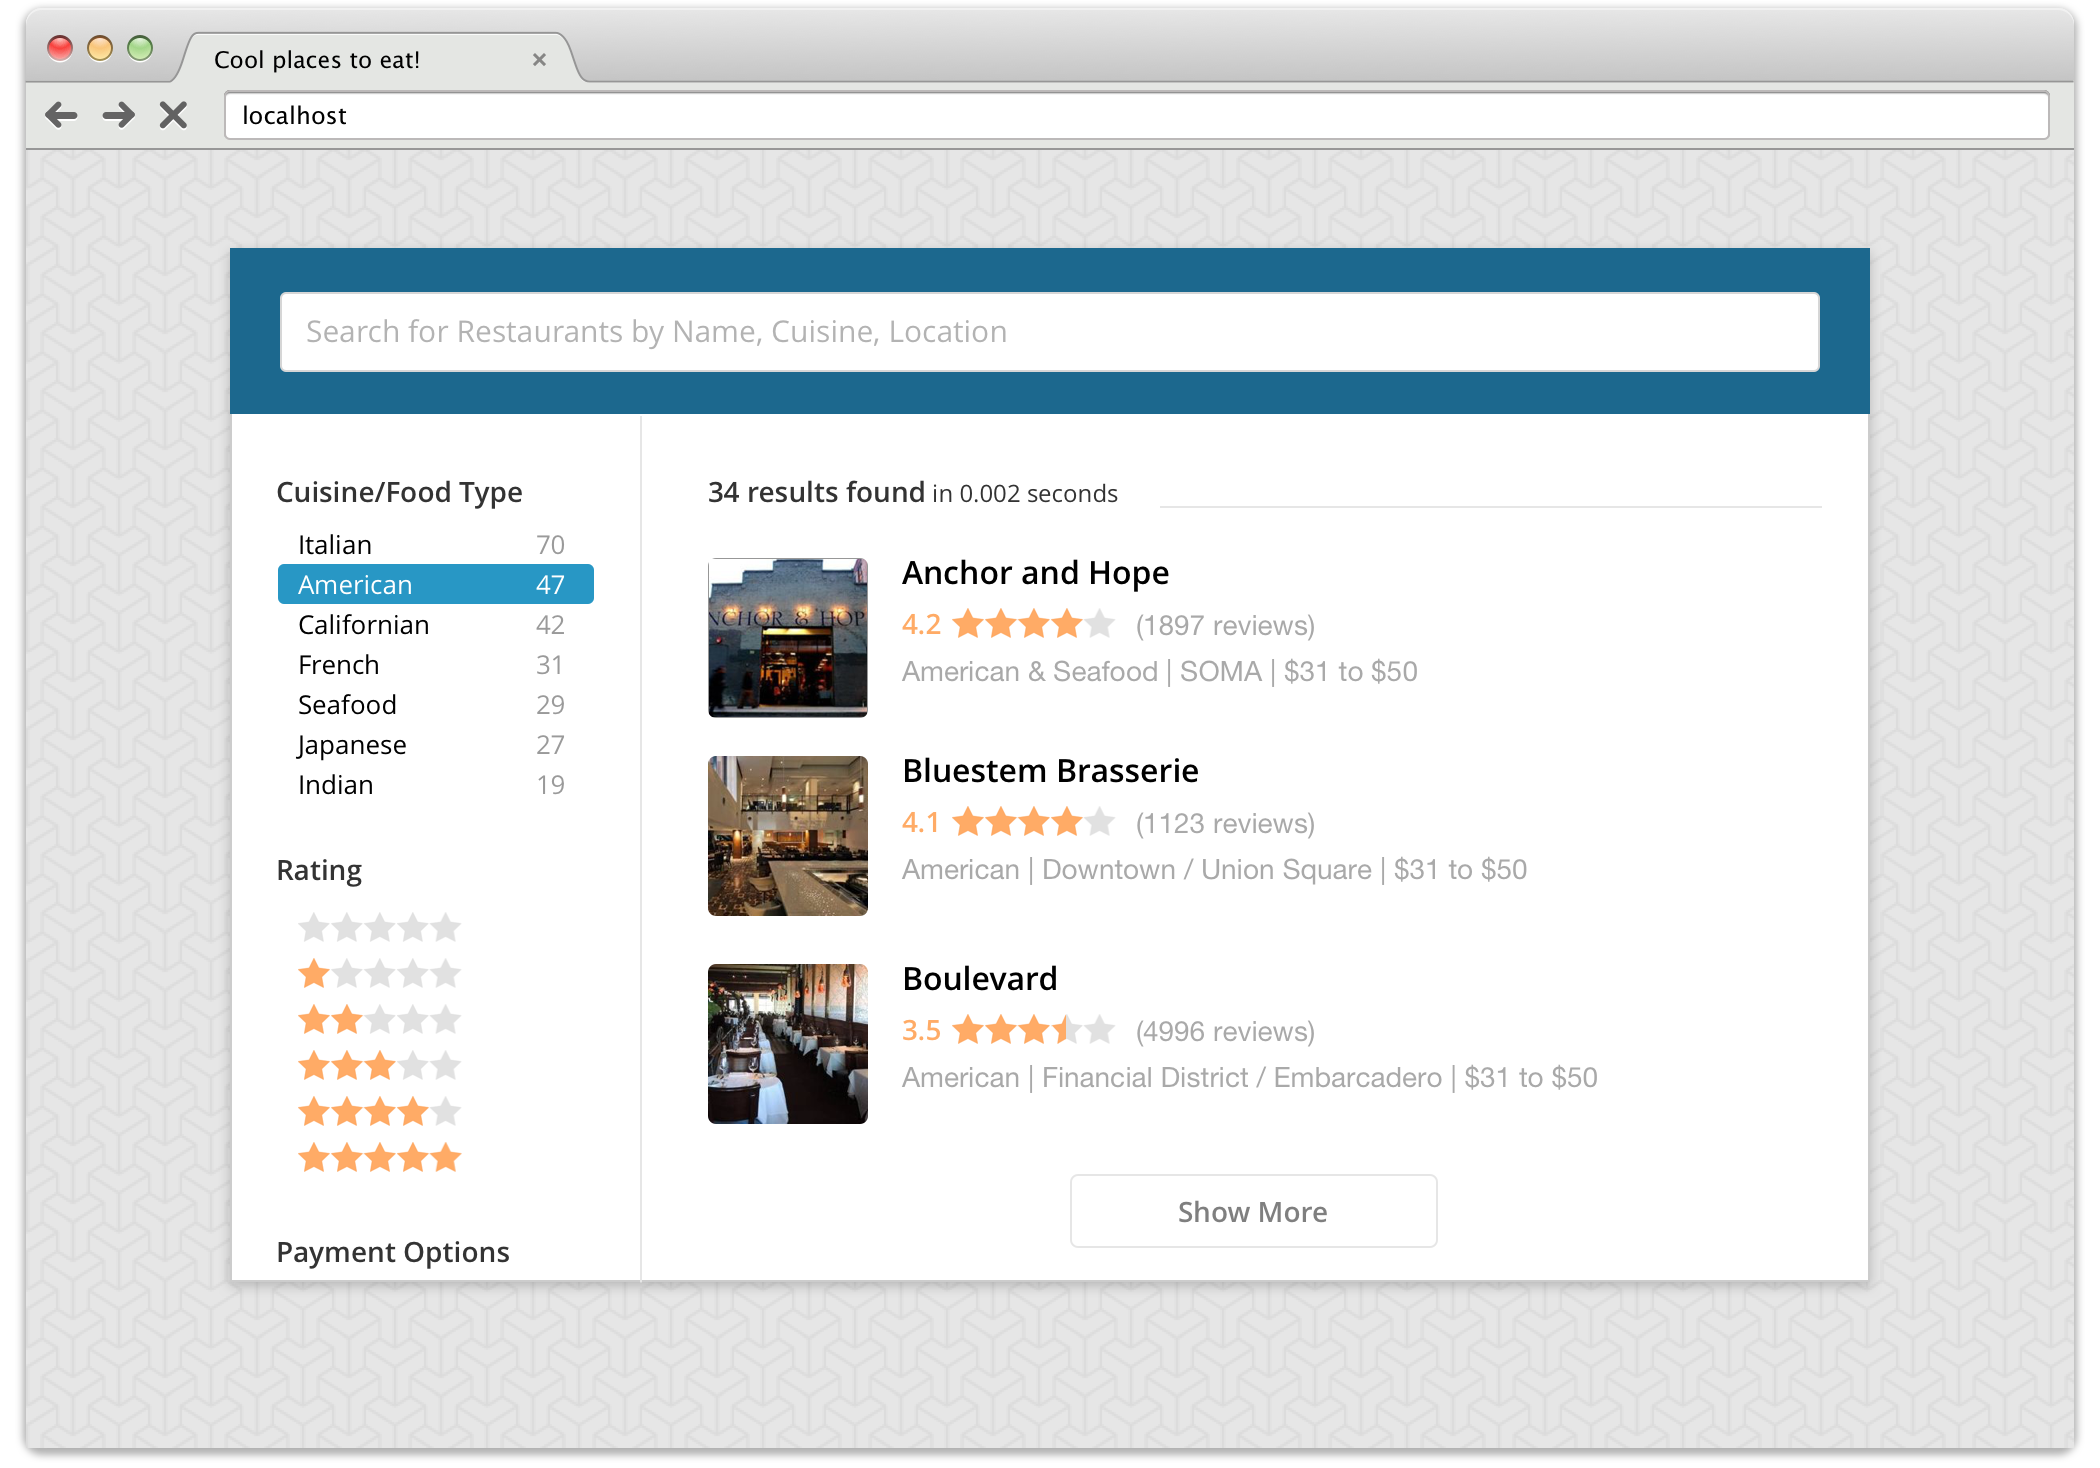 Cool places to eat!
localhost
Search for Restaurants by Name, Cuisine, Location
Cuisine/Food Type
Italian 70
American 47
Californian 42
French 31
Seafood 29
Japanese 27
Indian 19
Rating
Payment Options
34 results found in 0.002 seconds
NCHOR & HOP
Anchor and Hope
4.2 (1897 reviews)
American & Seafood | SOMA | $31 to $50
Bluestem Brasserie
4.1 (1123 reviews)
American | Downtown / Union Square | $31 to $50
Boulevard
3.5 (4996 reviews)
American | Financial District / Embarcadero | $31 to $50
Show More